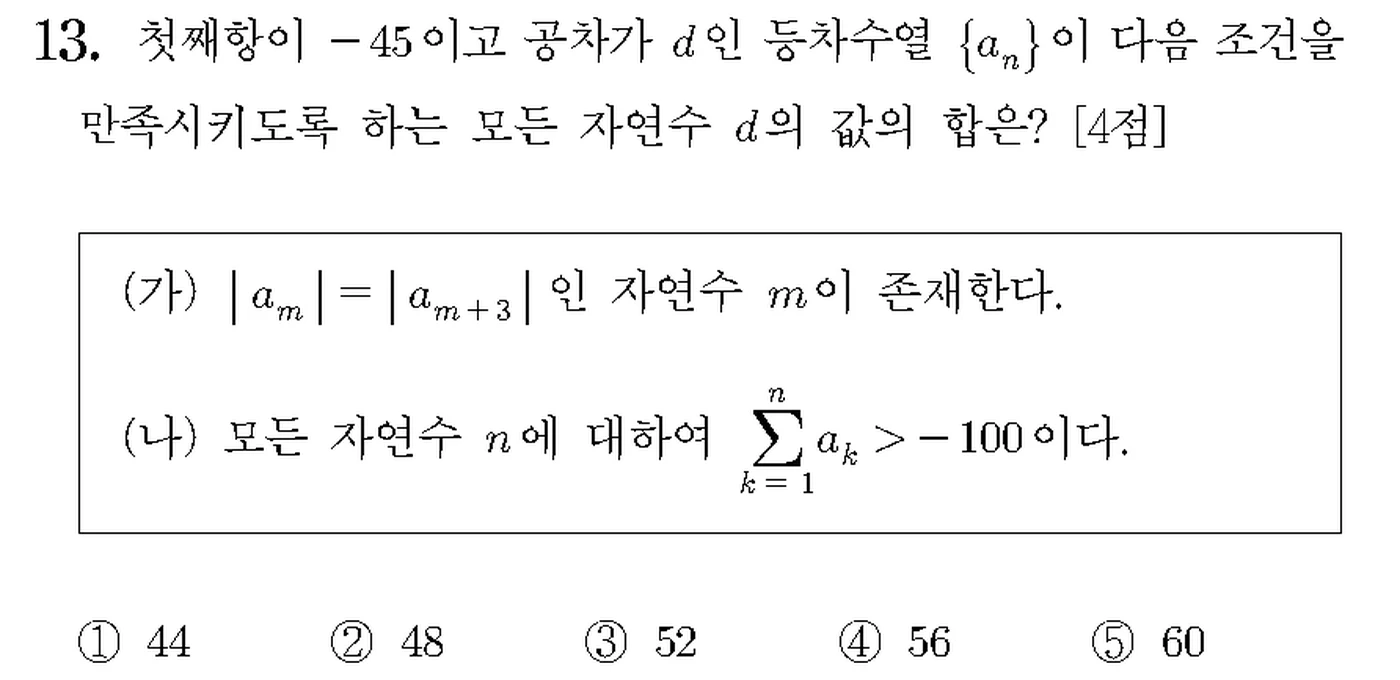 13. 첫째항이 −45이고 공차가 d인 등차수열 {aₙ}이 다음 조건을
만족시키도록 하는 모든 자연수 d의 값의 합은? [4점]
(가) |aₘ| = |aₘ₊₃| 인 자연수 m이 존재한다.
(나) 모든 자연수 n에 대하여 \sum_{k=1}^{n} a_k > −100이다.
① 44 ② 48 ③ 52 ④ 56 ⑤ 60